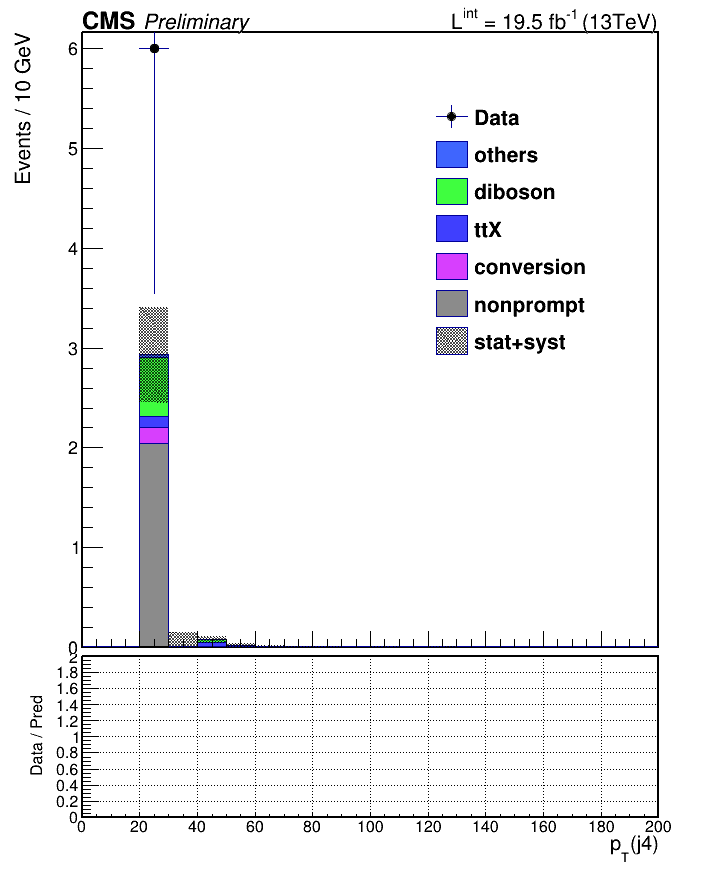 CMS Preliminary
L^int = 19.5 fb^-1 (13TeV)
Events / 10 GeV
6
5
4
3
2
1
0
Data
others
diboson
ttX
conversion
nonprompt
stat+syst
Data / Pred
2
1.8
1.6
1.4
1.2
1
0.8
0.6
0.4
0.2
0
0 20 40 60 80 100 120 140 160 180 200
p_T(j4)